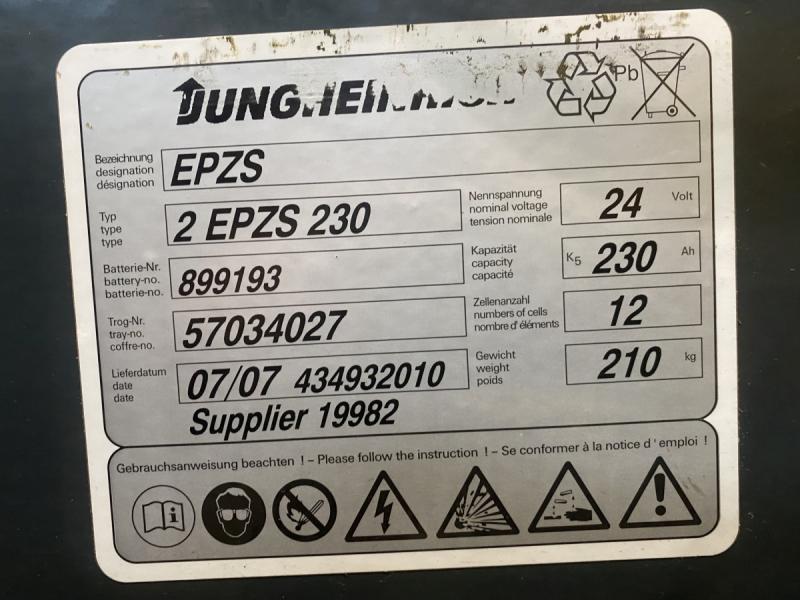 JUNGHEINRICH
Pb
Bezeichnung
designation
désignation
EPZS
Typ
type
type
2 EPZS 230
Nennspannung
nominal voltage
tension nominale
24 Volt
Batterie-Nr.
battery-no.
batterie-no.
899193
Kapazität
capacity
capacité
K5 230 Ah
Trog-Nr.
tray-no.
coffre-no.
57034027
Zellenanzahl
numbers of cells
nombre d'éléments
12
Lieferdatum
date
date
07/07 434932010
Gewicht
weight
poids
210 kg
Supplier 19982
Gebrauchsanweisung beachten ! – Please follow the instruction ! – Se conformer à la notice d'emploi !